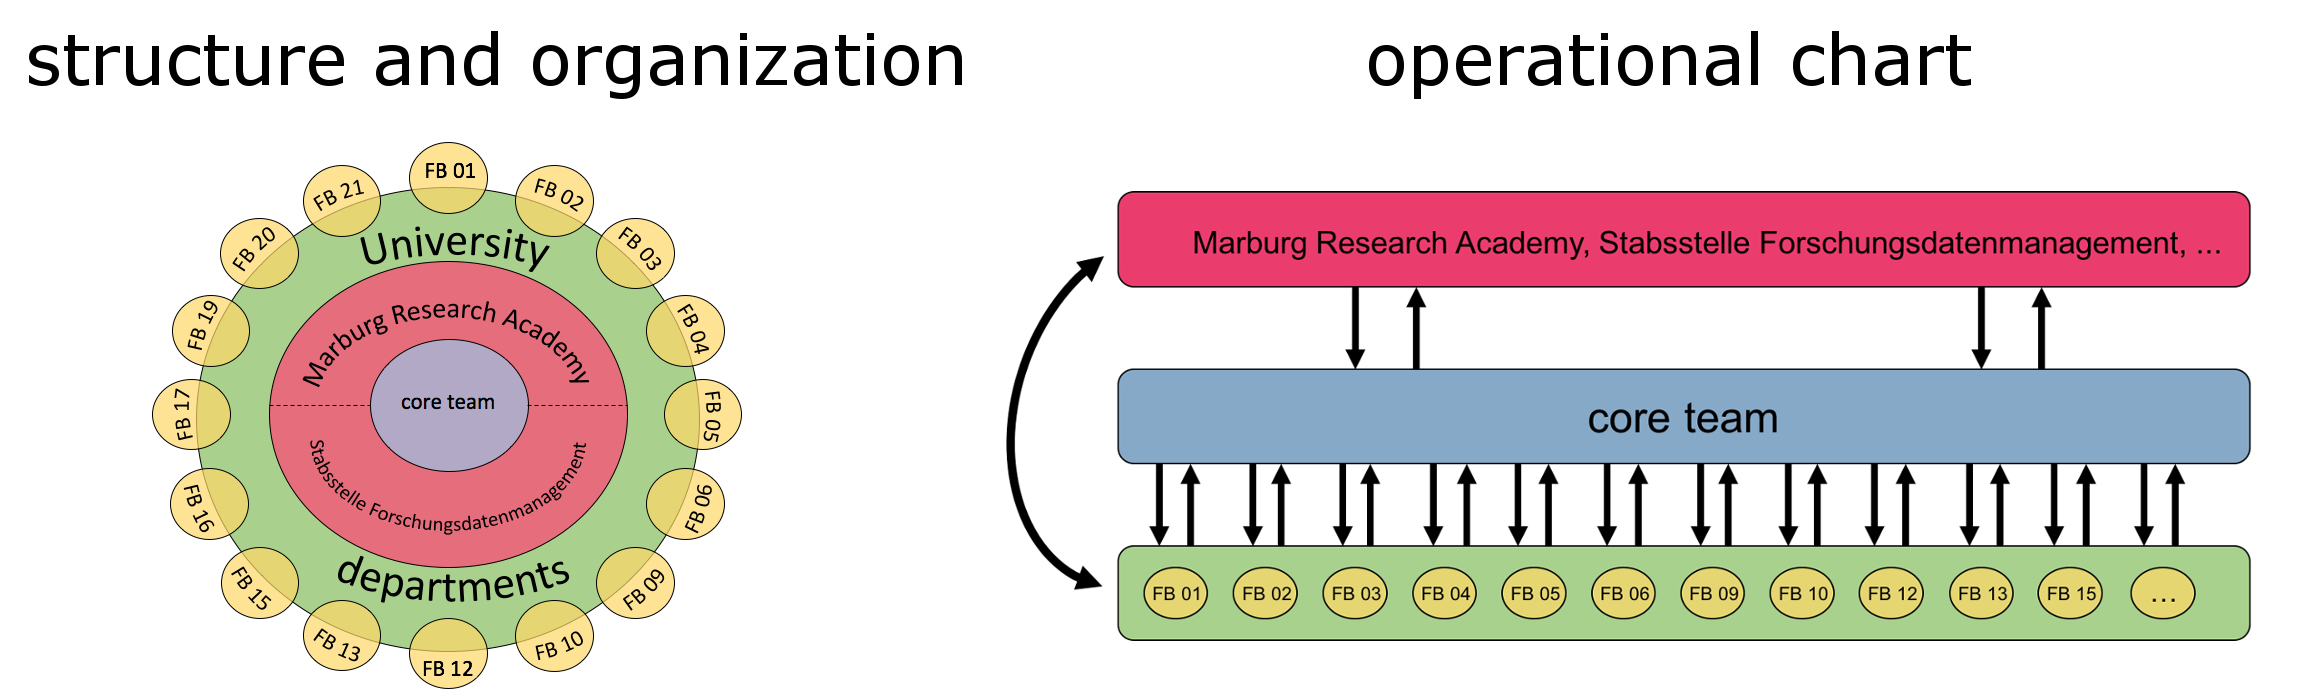 structure and organization
operational chart
FB 01
FB 02
FB 03
FB 04
FB 05
FB 06
FB 09
FB 10
FB 12
FB 13
FB 15
FB 16
FB 17
FB 19
FB 20
FB 21
University
Marburg Research Academy
core team
Stabsstelle Forschungsdatenmanagement
departments
Marburg Research Academy, Stabsstelle Forschungsdatenmanagement, ...
core team
FB 01
FB 02
FB 03
FB 04
FB 05
FB 06
FB 09
FB 10
FB 12
FB 13
FB 15
...